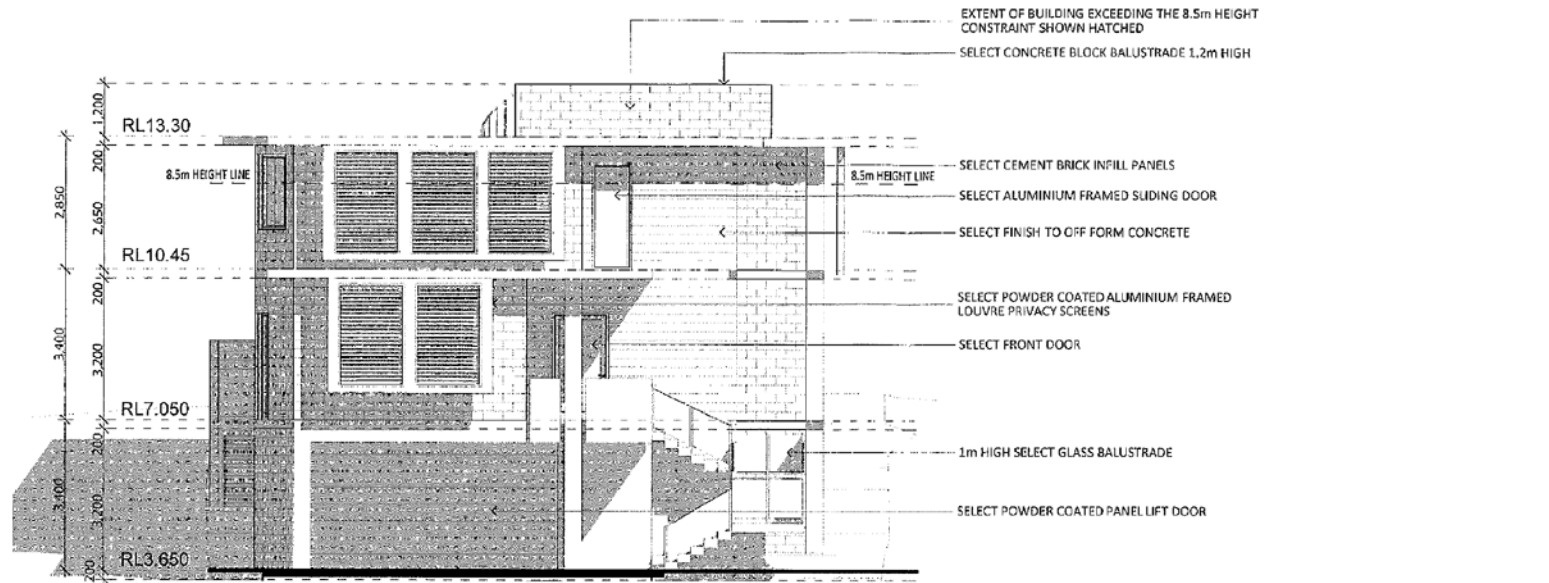 EXTENT OF BUILDING EXCEEDING THE 8.5m HEIGHT
CONSTRAINT SHOWN HATCHED
SELECT CONCRETE BLOCK BALUSTRADE 1.2m HIGH
1,200
RL13.30
200
SELECT CEMENT BRICK INFILL PANELS
8.5m HEIGHT LINE
8.5m HEIGHT LINE
2,850
2,650
SELECT ALUMINIUM FRAMED SLIDING DOOR
SELECT FINISH TO OFF FORM CONCRETE
RL10.45
200
SELECT POWDER COATED ALUMINIUM FRAMED
LOUVRE PRIVACY SCREENS
3,400
3,200
SELECT FRONT DOOR
RL7.050
200
1m HIGH SELECT GLASS BALUSTRADE
3,400
3,200
SELECT POWDER COATED PANEL LIFT DOOR
RL3.650
200